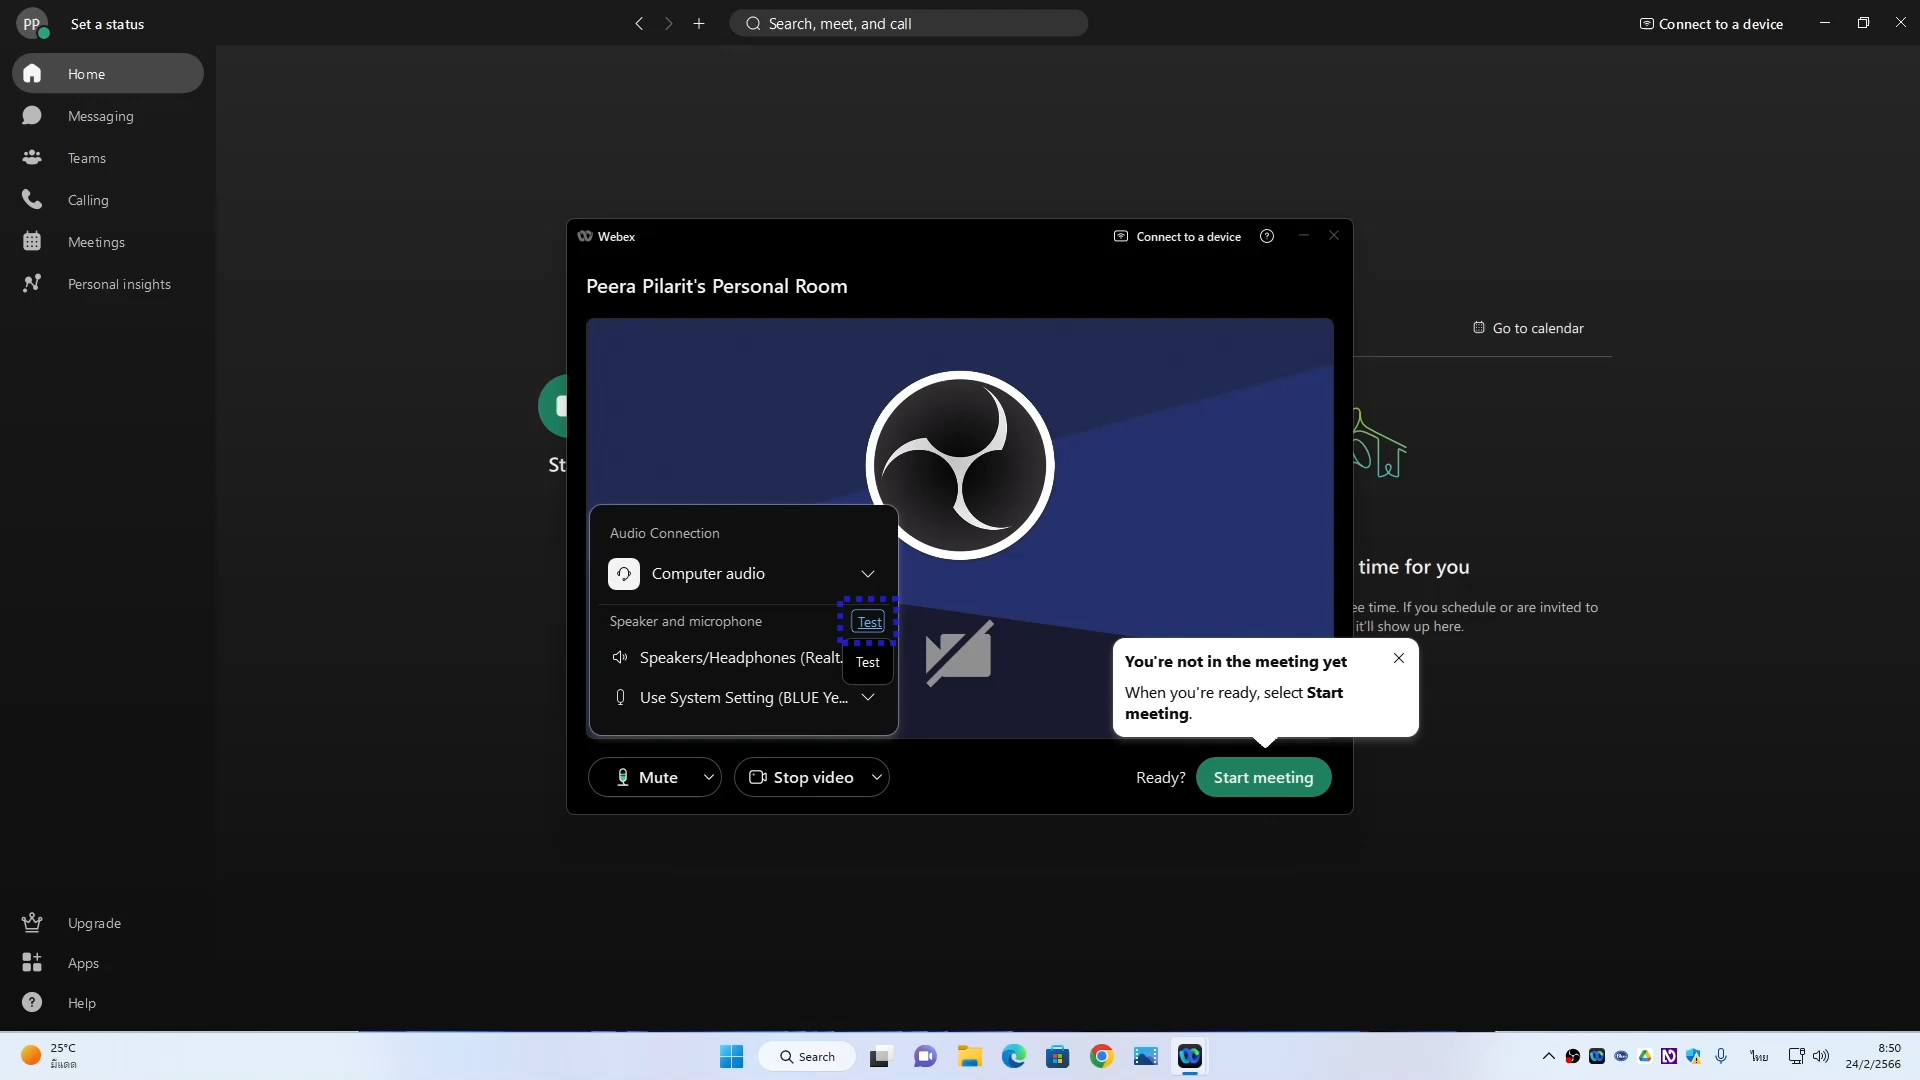 PP
Set a status
Search, meet, and call
Connect to a device
Home
Messaging
Teams
Calling
Meetings
Personal insights
Webex
Connect to a device
Peera Pilarit's Personal Room
Go to calendar
St
Audio Connection
Computer audio
Speaker and microphone
Test
Speakers/Headphones (Realt
Test
Use System Setting (BLUE Ye...
time for you
ee time. If you schedule or are invited to
it'll show up here.
You're not in the meeting yet
When you're ready, select Start
meeting.
Mute
Stop video
Ready?
Start meeting
Upgrade
Apps
Help
25°C
มีแดด
Search
ไทย
8:50
24/2/2566